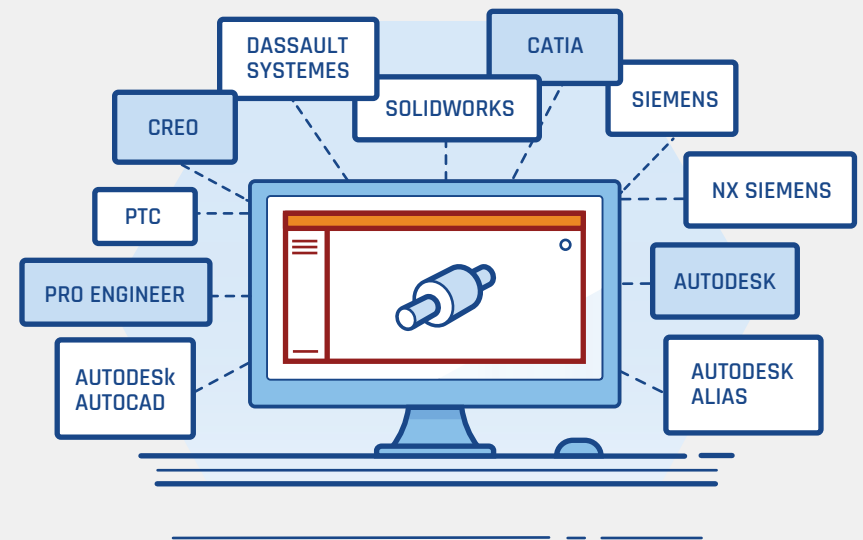 DASSAULT
SYSTEMES
CATIA
SOLIDWORKS
SIEMENS
CREO
NX SIEMENS
PTC
PRO ENGINEER
AUTODESK
AUTODESk
AUTOCAD
AUTODESK
ALIAS